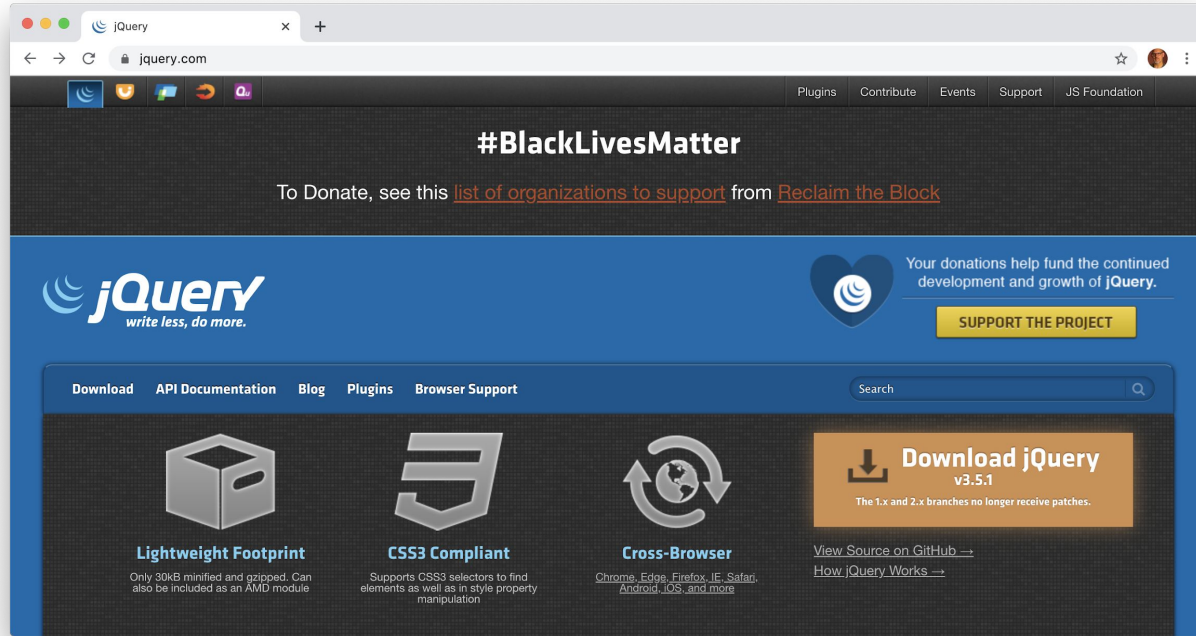 jQuery
jquery.com
Plugins Contribute Events Support JS Foundation
#BlackLivesMatter
To Donate, see this list of organizations to support from Reclaim the Block
jQuery
write less, do more.
Your donations help fund the continued
development and growth of jQuery.
SUPPORT THE PROJECT
Download API Documentation Blog Plugins Browser Support
Search
Lightweight Footprint
Only 30kB minified and gzipped. Can
also be included as an AMD module
CSS3 Compliant
Supports CSS3 selectors to find
elements as well as in style property
manipulation
Cross-Browser
Chrome, Edge, Firefox, IE, Safari,
Android, iOS, and more
Download jQuery
v3.5.1
The 1.x and 2.x branches no longer receive patches.
View Source on GitHub →
How jQuery Works →